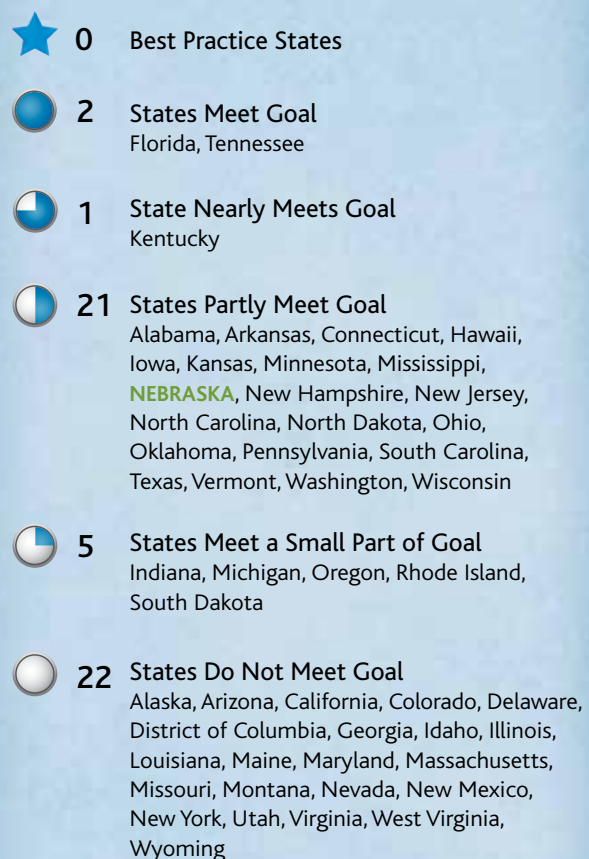 0 Best Practice States
2 States Meet Goal
Florida, Tennessee
1 State Nearly Meets Goal
Kentucky
21 States Partly Meet Goal
Alabama, Arkansas, Connecticut, Hawaii,
Iowa, Kansas, Minnesota, Mississippi,
NEBRASKA, New Hampshire, New Jersey,
North Carolina, North Dakota, Ohio,
Oklahoma, Pennsylvania, South Carolina,
Texas, Vermont, Washington, Wisconsin
5 States Meet a Small Part of Goal
Indiana, Michigan, Oregon, Rhode Island,
South Dakota
22 States Do Not Meet Goal
Alaska, Arizona, California, Colorado, Delaware,
District of Columbia, Georgia, Idaho, Illinois,
Louisiana, Maine, Maryland, Massachusetts,
Missouri, Montana, Nevada, New Mexico,
New York, Utah, Virginia, West Virginia,
Wyoming